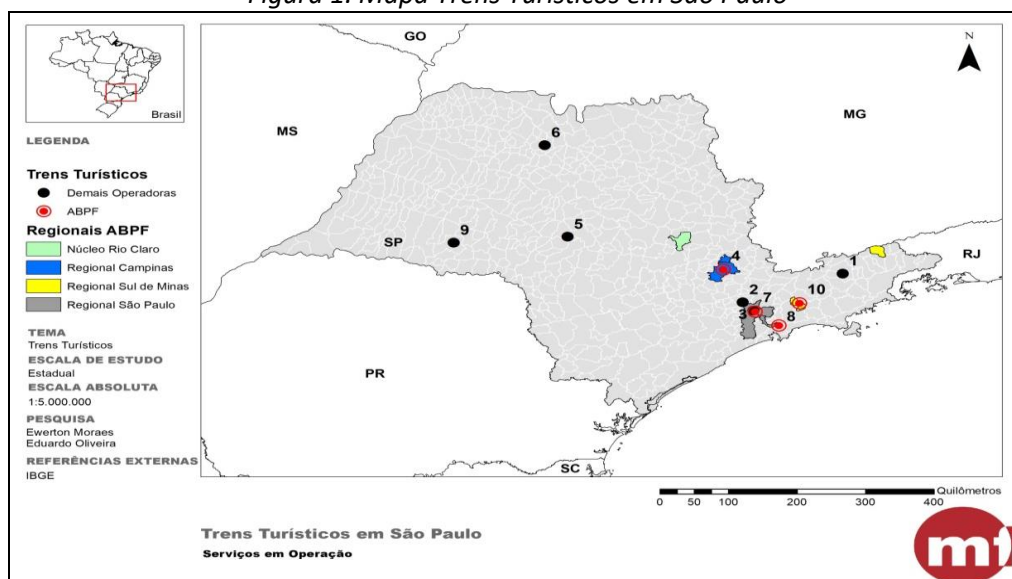 Figura 1: Mapa Trens Turísticos em São Paulo
Brasil
LEGENDA
Trens Turísticos
Demais Operadoras
ABPF
Regionais ABPF
Núcleo Rio Claro
Regional Campinas
Regional Sul de Minas
Regional São Paulo
TEMA
Trens Turísticos
ESCALA DE ESTUDO
Estadual
ESCALA ABSOLUTA
1:5.000.000
PESQUISA
Ewerton Moraes
Eduardo Oliveira
REFERÊNCIAS EXTERNAS
IBGE
GO
N
MS
MG
6
9
5
SP
4
1
RJ
2
7
10
3
8
PR
SC
Quilômetros
0 50 100 200 300 400
Trens Turísticos em São Paulo
Serviços em Operação